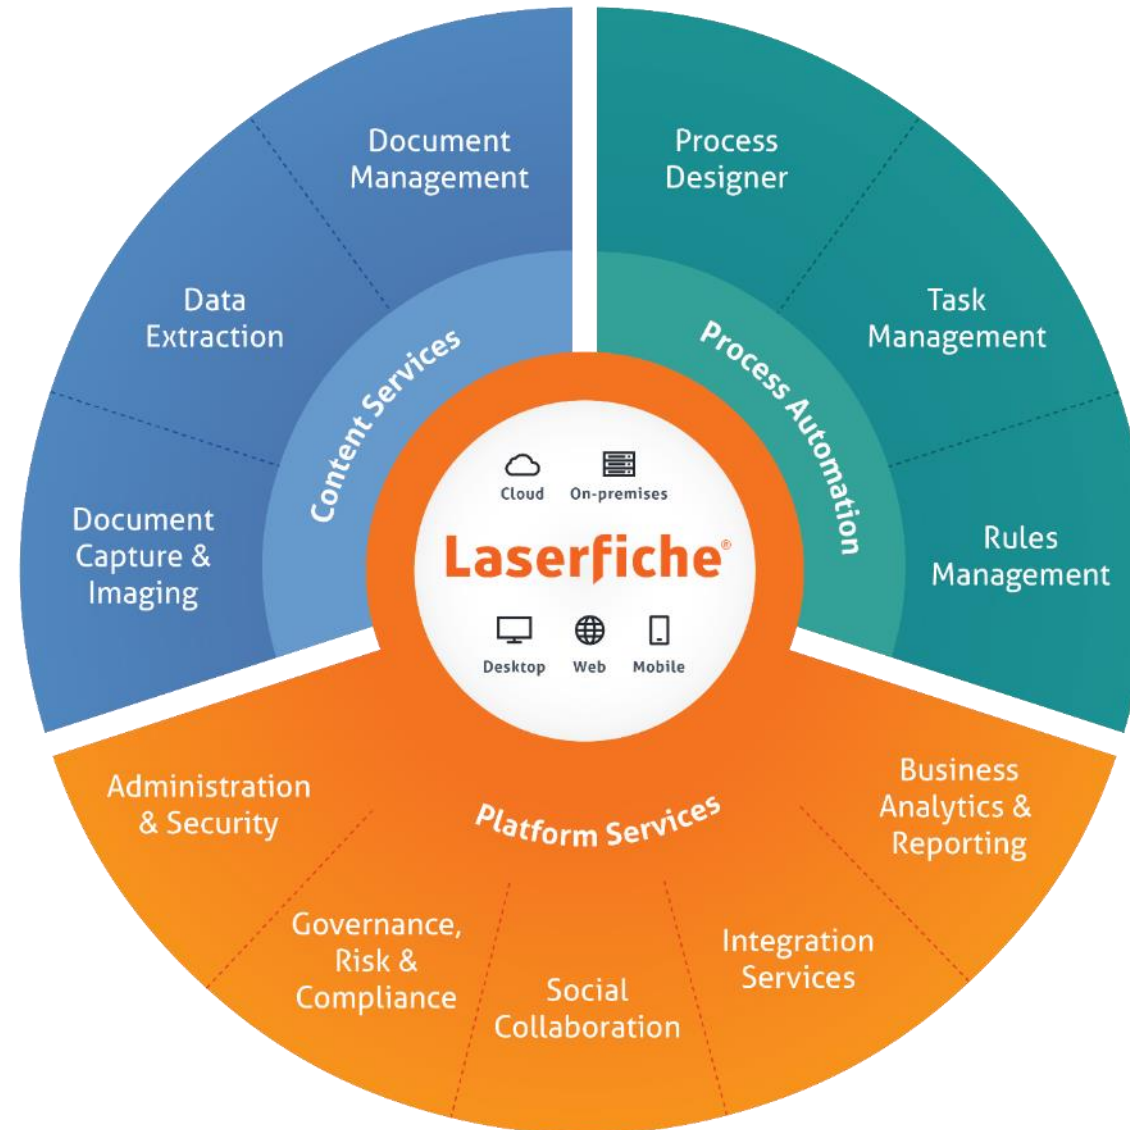 Document
Management
Data
Extraction
Document
Capture &
Imaging
Content Services
Process
Designer
Task
Management
Rules
Management
Process Automation
Cloud
On-premises
Laserfiche®
Desktop
Web
Mobile
Platform Services
Administration
& Security
Governance,
Risk &
Compliance
Social
Collaboration
Integration
Services
Business
Analytics &
Reporting